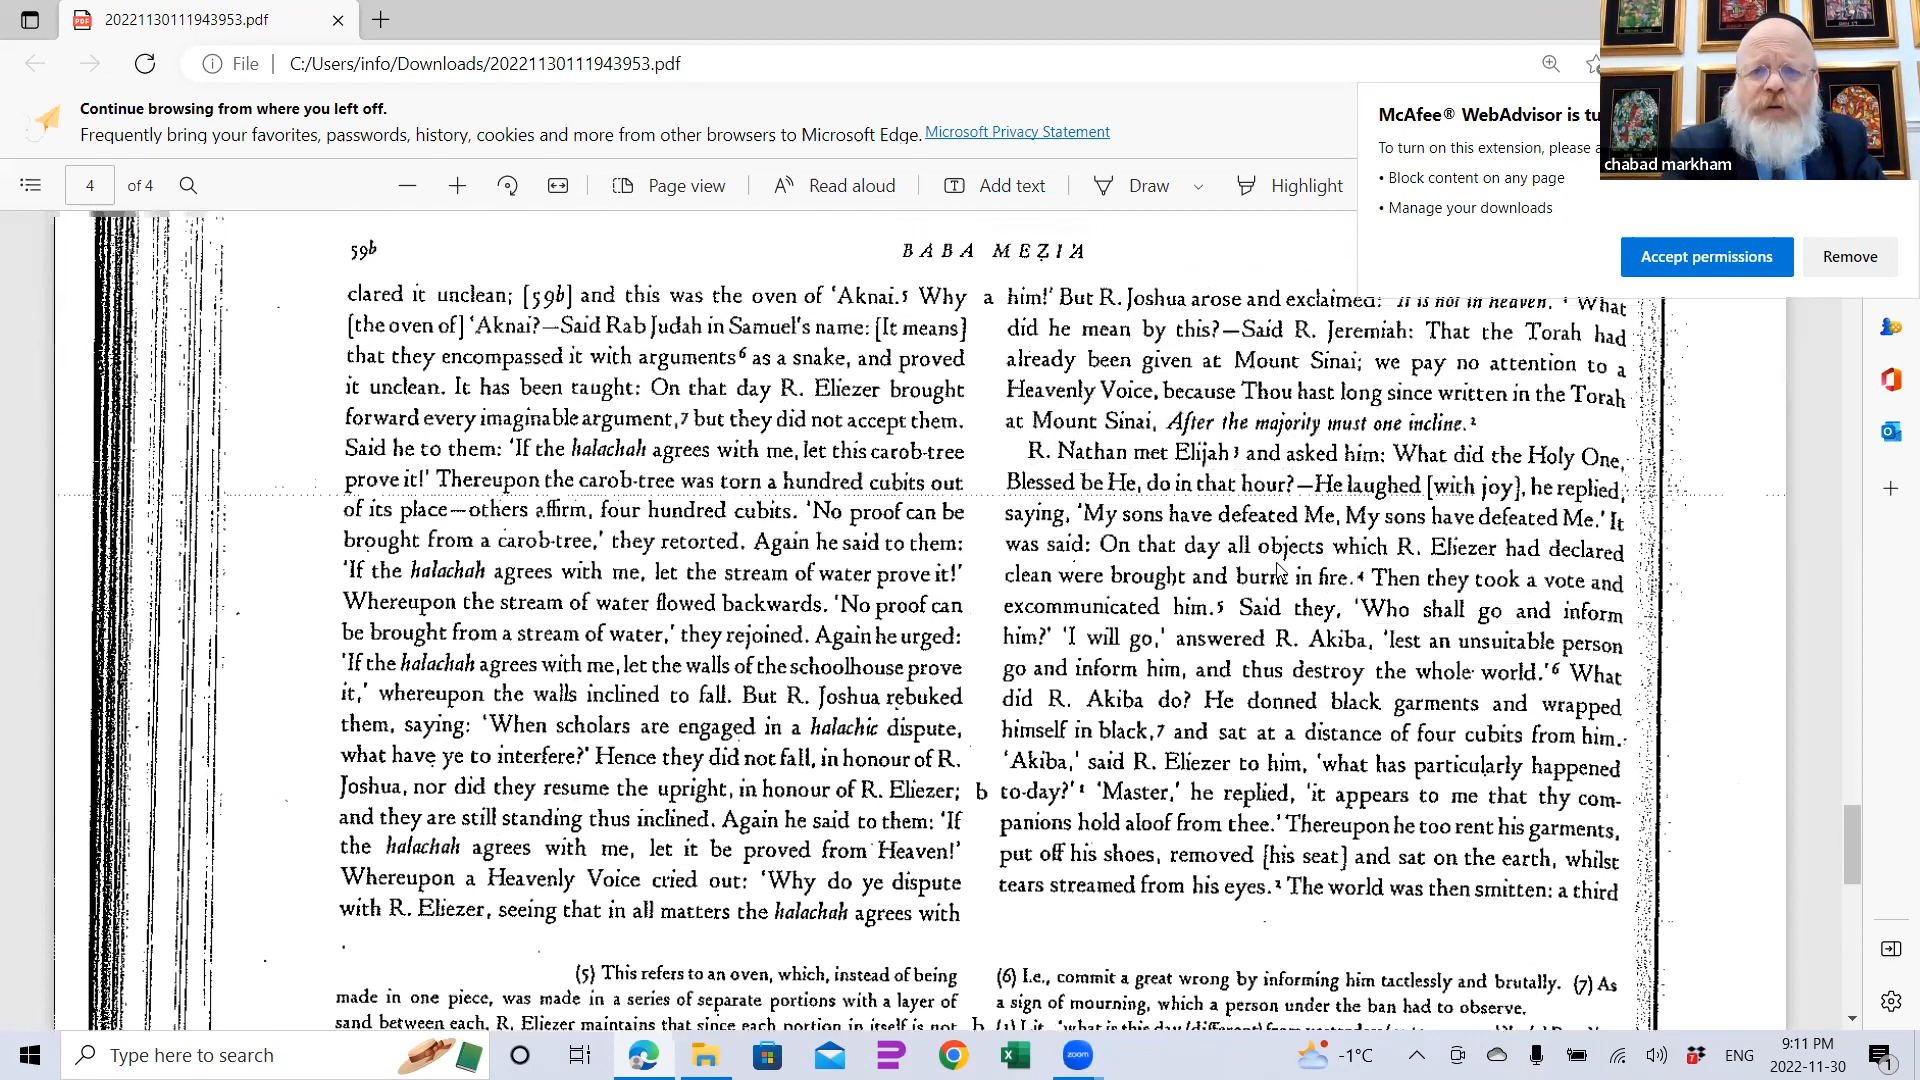 20221130111943953.pdf
File
C:/Users/info/Downloads/20221130111943953.pdf
Continue browsing from where you left off.
Frequently bring your favorites, passwords, history, cookies and more from other browsers to Microsoft Edge. Microsoft Privacy Statement
McAfee® WebAdvisor is tu
To turn on this extension, please a
• Block content on any page
• Manage your downloads
Accept permissions
Remove
chabad markham
4 of 4
Page view
Read aloud
Add text
Draw
Highlight
59b
BABA MEẒI'A
clared it unclean; [59b] and this was the oven of 'Aknai.5 Why
[the oven of] 'Aknai?—Said Rab Judah in Samuel's name: [It means]
that they encompassed it with arguments6 as a snake, and proved
it unclean. It has been taught: On that day R. Eliezer brought
forward every imaginable argument,7 but they did not accept them.
Said he to them: 'If the halachah agrees with me, let this carob-tree
prove it!' Thereupon the carob-tree was torn a hundred cubits out
of its place—others affirm, four hundred cubits. 'No proof can be
brought from a carob-tree,' they retorted. Again he said to them:
'If the halachah agrees with me, let the stream of water prove it!'
Whereupon the stream of water flowed backwards. 'No proof can
be brought from a stream of water,' they rejoined. Again he urged:
'If the halachah agrees with me, let the walls of the schoolhouse prove
it,' whereupon the walls inclined to fall. But R. Joshua rebuked
them, saying: 'When scholars are engaged in a halachic dispute,
what have ye to interfere?' Hence they did not fall, in honour of R.
Joshua, nor did they resume the upright, in honour of R. Eliezer;
and they are still standing thus inclined. Again he said to them: 'If
the halachah agrees with me, let it be proved from Heaven!'
Whereupon a Heavenly Voice cried out: 'Why do ye dispute
with R. Eliezer, seeing that in all matters the halachah agrees with
(5) This refers to an oven, which, instead of being
made in one piece, was made in a series of separate portions with a layer of
sand between each. R. Eliezer maintains that since each portion in itself is not
a him!' But R. Joshua arose and exclaimed: 'It is not in heaven.'1 What
did he mean by this?—Said R. Jeremiah: That the Torah had
already been given at Mount Sinai; we pay no attention to a
Heavenly Voice, because Thou hast long since written in the Torah
at Mount Sinai, After the majority must one incline.2
R. Nathan met Elijah3 and asked him: What did the Holy One,
Blessed be He, do in that hour?—He laughed [with joy], he replied,
saying, 'My sons have defeated Me, My sons have defeated Me.' It
was said: On that day all objects which R. Eliezer had declared
clean were brought and burnt in fire.4 Then they took a vote and
excommunicated him.5 Said they, 'Who shall go and inform
him?' 'I will go,' answered R. Akiba, 'lest an unsuitable person
go and inform him, and thus destroy the whole world.'6 What
did R. Akiba do? He donned black garments and wrapped
himself in black,7 and sat at a distance of four cubits from him.
'Akiba,' said R. Eliezer to him, 'what has particularly happened
b to-day?'1 'Master,' he replied, 'it appears to me that thy com-
panions hold aloof from thee.' Thereupon he too rent his garments,
put off his shoes, removed [his seat] and sat on the earth, whilst
tears streamed from his eyes.2 The world was then smitten: a third
(6) I.e., commit a great wrong by informing him tactlessly and brutally. (7) As
a sign of mourning, which a person under the ban had to observe.
Type here to search
zoom
-1°C
ENG
9:11 PM
2022-11-30
1